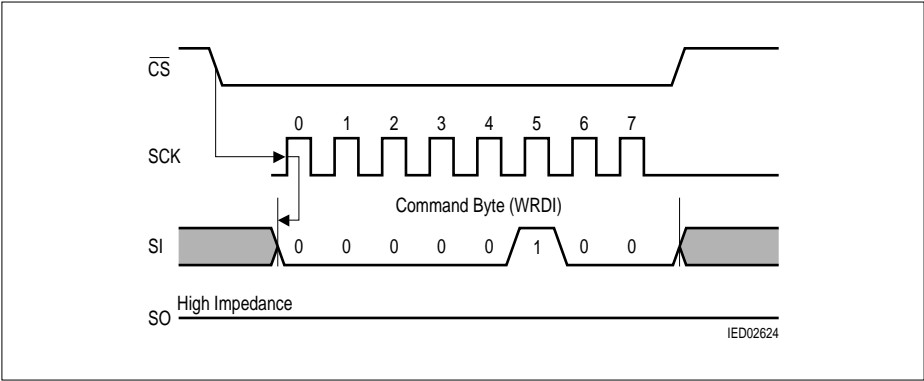 C̅S̅
0 1 2 3 4 5 6 7
SCK
Command Byte (WRDI)
SI 0 0 0 0 0 1 0 0
High Impedance
SO
IED02624